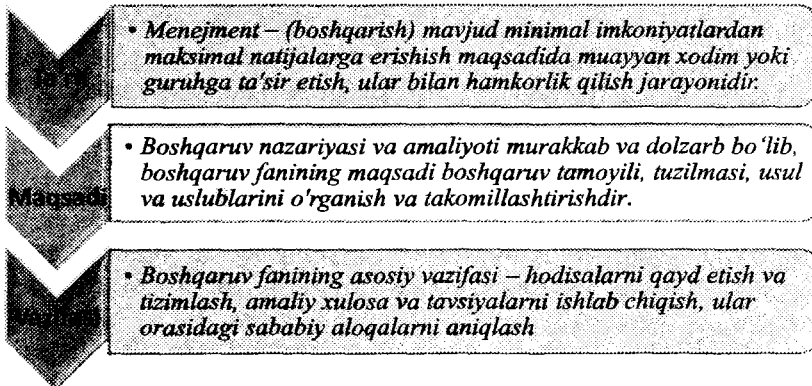 • Menejment – (boshqarish) mavjud minimal imkoniyatlardan
maksimal natijalarga erishish maqsadida muayyan xodim yoki
guruhga ta'sir etish, ular bilan hamkorlik qilish jarayonidir.
Maqsadi
• Boshqaruv nazariyasi va amaliyoti murakkab va dolzarb bo‘lib,
boshqaruv fanining maqsadi boshqaruv tamoyili, tuzilmasi, usul
va uslublarini o'rganish va takomillashtirishdir.
• Boshqaruv fanining asosiy vazifasi – hodisalarni qayd etish va
tizimlash, amaliy xulosa va tavsiyalarni ishlab chiqish, ular
orasidagi sababiy aloqalarni aniqlash